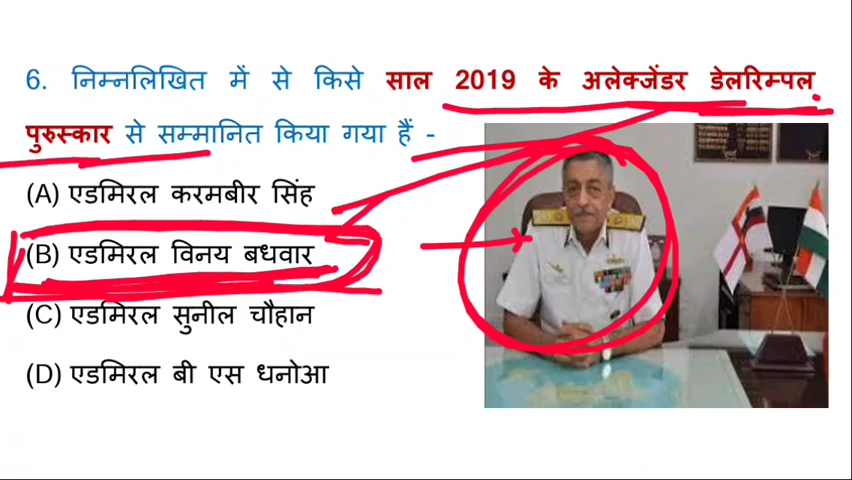 6. निम्नलिखित में से किसे साल 2019 के अलेक्जेंडर डेलरिम्पल
पुरुस्कार से सम्मानित किया गया हैं -
(A) एडमिरल करमबीर सिंह
(B) एडमिरल विनय बधवार
(C) एडमिरल सुनील चौहान
(D) एडमिरल बी एस धनोआ